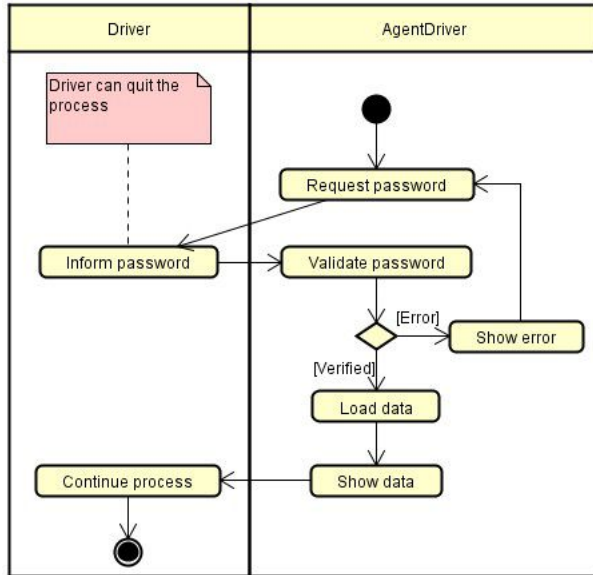 Driver
AgentDriver
Driver can quit the
process
Request password
Inform password
Validate password
[Error]
Show error
[Verified]
Load data
Continue process
Show data